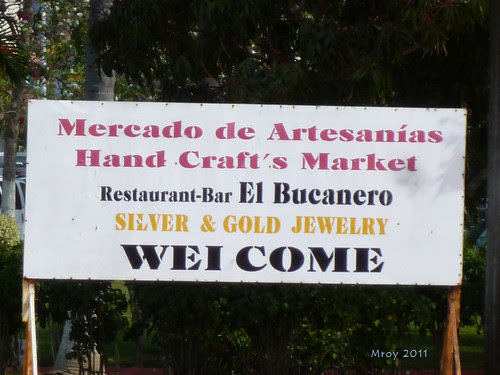 Mercado de Artesanías
Hand Craft's Market
Restaurant-Bar El Bucanero
SILVER & GOLD JEWELRY
WEI COME
Mroy 2011